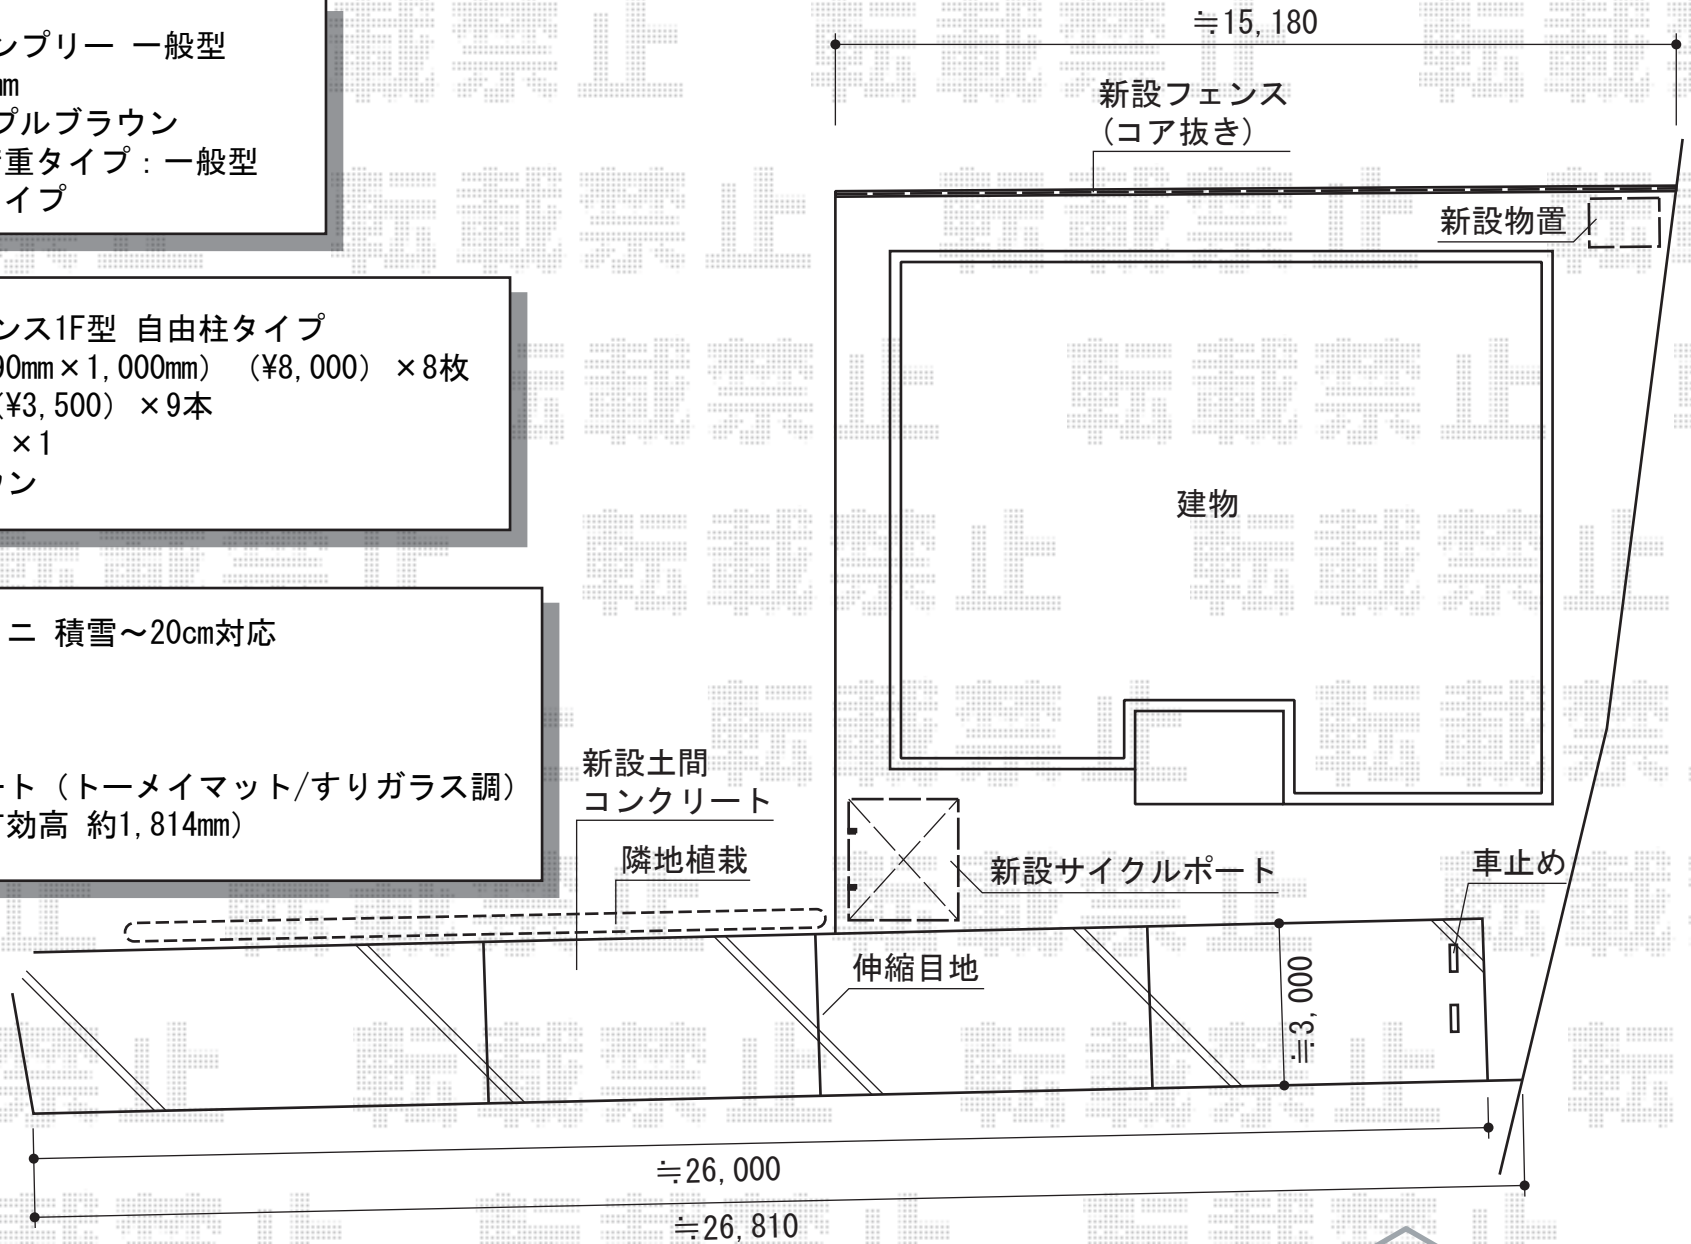 ンプリー 一般型
mm
プルブラウン
重タイプ：一般型
イプ
ンス1F型 自由柱タイプ
90mm×1,000mm) (¥8,000) ×8枚
(¥3,500) ×9本
×1
ン
ニ 積雪～20cm対応
ート (トーメイマット/すりガラス調)
効高 約1,814mm)
≒15,180
新設フェンス
(コア抜き)
新設物置
建物
新設土間
コンクリート
隣地植栽
新設サイクルポート
車止め
伸縮目地
≒3,000
≒26,000
≒26,810
転載禁止